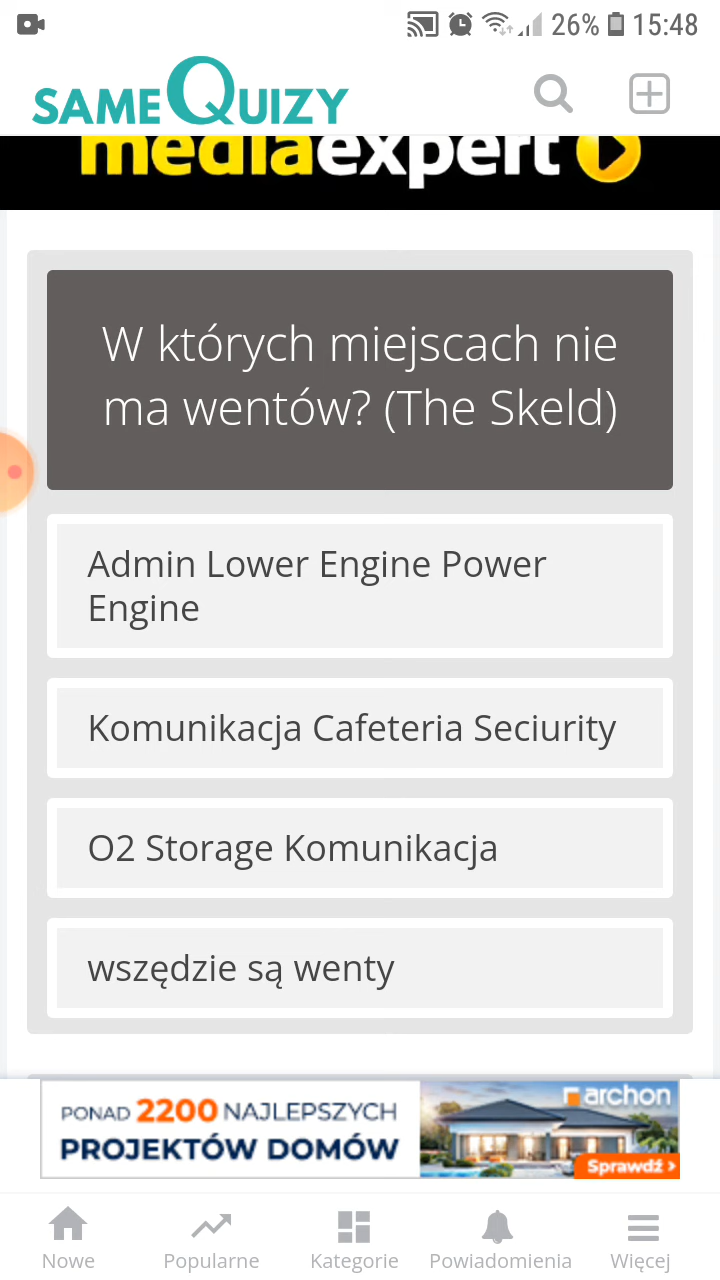 26% 15:48
SAMEQUIZY
mediaexpert
W których miejscach nie
ma wentów? (The Skeld)
Admin Lower Engine Power
Engine
Komunikacja Cafeteria Seciurity
O2 Storage Komunikacja
wszędzie są wenty
PONAD 2200 NAJLEPSZYCH
PROJEKTÓW DOMÓW
archon
Sprawdź >
Nowe Popularne Kategorie Powiadomienia Więcej